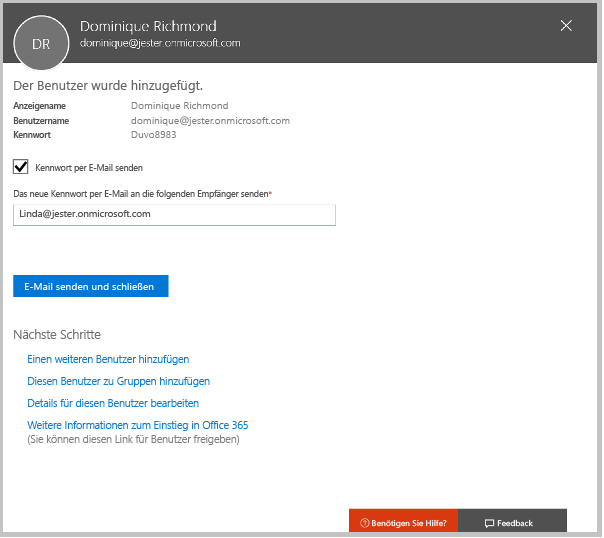 Dominique Richmond
DR
dominique@jester.onmicrosoft.com
Der Benutzer wurde hinzugefügt.
Anzeigename Dominique Richmond
Benutzername dominique@jester.onmicrosoft.com
Kennwort Duvo8983
Kennwort per E-Mail senden
Das neue Kennwort per E-Mail an die folgenden Empfänger senden*
Linda@jester.onmicrosoft.com
E-Mail senden und schließen
Nächste Schritte
Einen weiteren Benutzer hinzufügen
Diesen Benutzer zu Gruppen hinzufügen
Details für diesen Benutzer bearbeiten
Weitere Informationen zum Einstieg in Office 365
(Sie können diesen Link für Benutzer freigeben)
Benötigen Sie Hilfe? Feedback